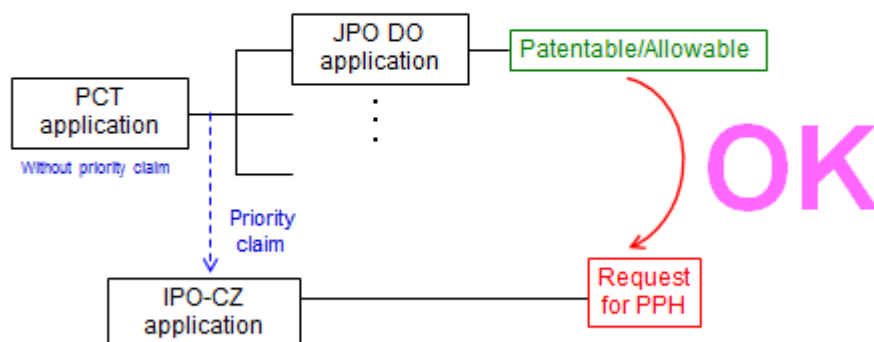 JPO DO
application
Patentable/Allowable
PCT
application
Without priority claim
OK
Priority
claim
Request
for PPH
IPO-CZ
application